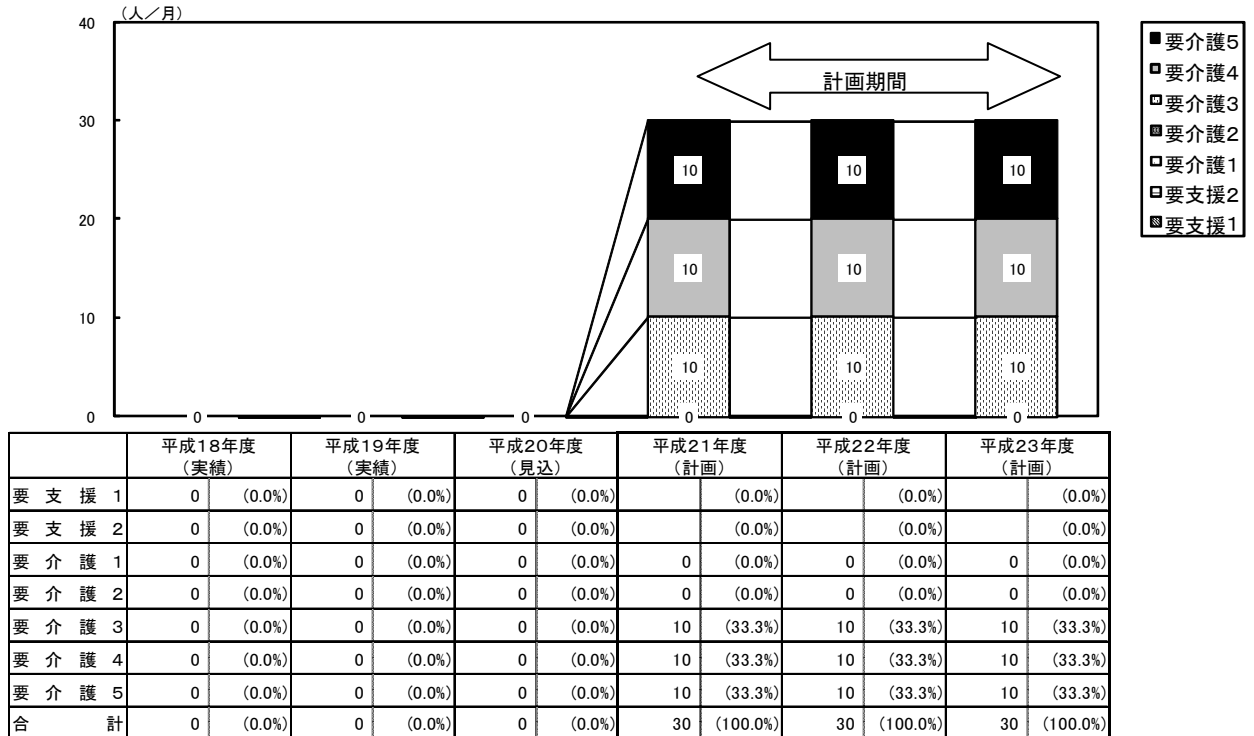 （人／月）
40
30
20
10
0
計画期間
10 10 10
10 10 10
10 10 10
0 0 0 0 0 0
要介護5
要介護4
要介護3
要介護2
要介護1
要支援2
要支援1
平成18年度 平成19年度 平成20年度 平成21年度 平成22年度 平成23年度
（実績） （実績） （見込） （計画） （計画） （計画）
要支援1 0 (0.0%) 0 (0.0%) 0 (0.0%) (0.0%) (0.0%) (0.0%)
要支援2 0 (0.0%) 0 (0.0%) 0 (0.0%) (0.0%) (0.0%) (0.0%)
要介護1 0 (0.0%) 0 (0.0%) 0 (0.0%) 0 (0.0%) 0 (0.0%) 0 (0.0%)
要介護2 0 (0.0%) 0 (0.0%) 0 (0.0%) 0 (0.0%) 0 (0.0%) 0 (0.0%)
要介護3 0 (0.0%) 0 (0.0%) 0 (0.0%) 10 (33.3%) 10 (33.3%) 10 (33.3%)
要介護4 0 (0.0%) 0 (0.0%) 0 (0.0%) 10 (33.3%) 10 (33.3%) 10 (33.3%)
要介護5 0 (0.0%) 0 (0.0%) 0 (0.0%) 10 (33.3%) 10 (33.3%) 10 (33.3%)
合計 0 (0.0%) 0 (0.0%) 0 (0.0%) 30 (100.0%) 30 (100.0%) 30 (100.0%)